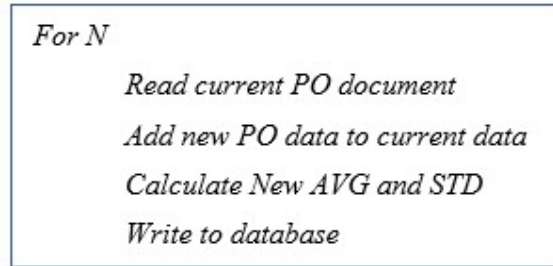 For N
Read current PO document
Add new PO data to current data
Calculate New AVG and STD
Write to database